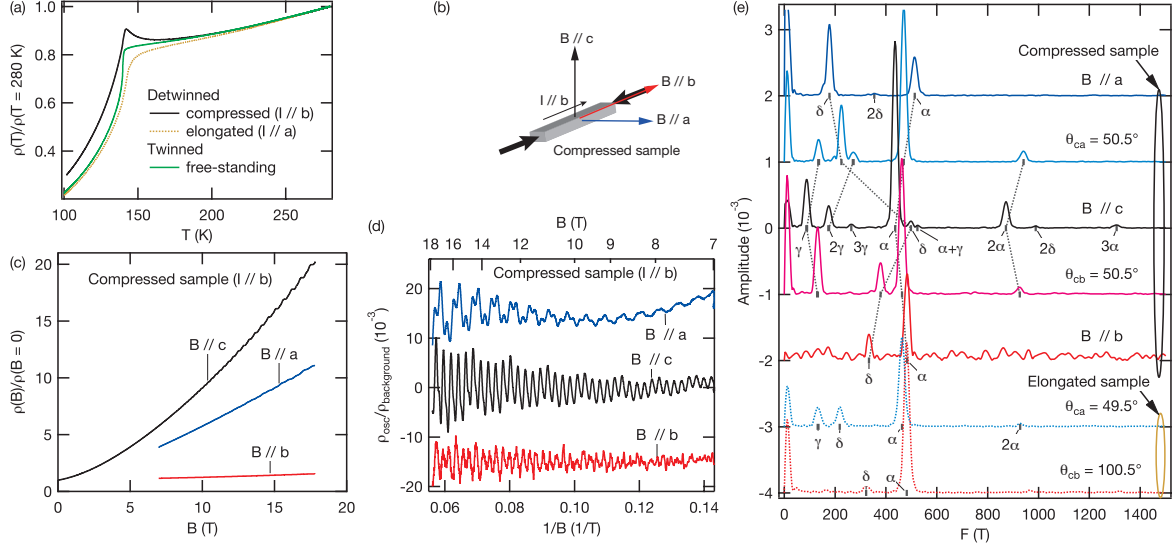 (a)
ρ(T)/ρ(T = 280 K)
1.0
0.8
0.6
0.4
Detwinned
compressed (I // b)
elongated (I // a)
Twinned
free-standing
100
150
200
250
T (K)
(b)
B // c
B // b
I // b
B // a
Compressed sample
(c)
ρ(B)/ρ(B = 0)
20
15
10
5
0
Compressed sample (I // b)
B // c
B // a
B // b
0
5
10
15
20
B (T)
(d)
B (T)
18 16 14 12 10 9 8 7
Compressed sample (I // b)
ρosc/ρbackground (10⁻³)
20
10
0
-10
-20
B // a
B // c
B // b
0.06
0.08
0.10
0.12
0.14
1/B (1/T)
(e)
Amplitude (10⁻³)
3
2
1
0
-1
-2
-3
-4
Compressed sample
B // a
δ
2δ
α
θca = 50.5°
B // c
γ
2γ
3γ
α
δ
α+γ
2α
2δ
3α
θcb = 50.5°
B // b
δ
α
Elongated sample
θca = 49.5°
γ
δ
α
2α
θcb = 100.5°
δ
α
0
200
400
600
800
1000
1200
1400
F (T)